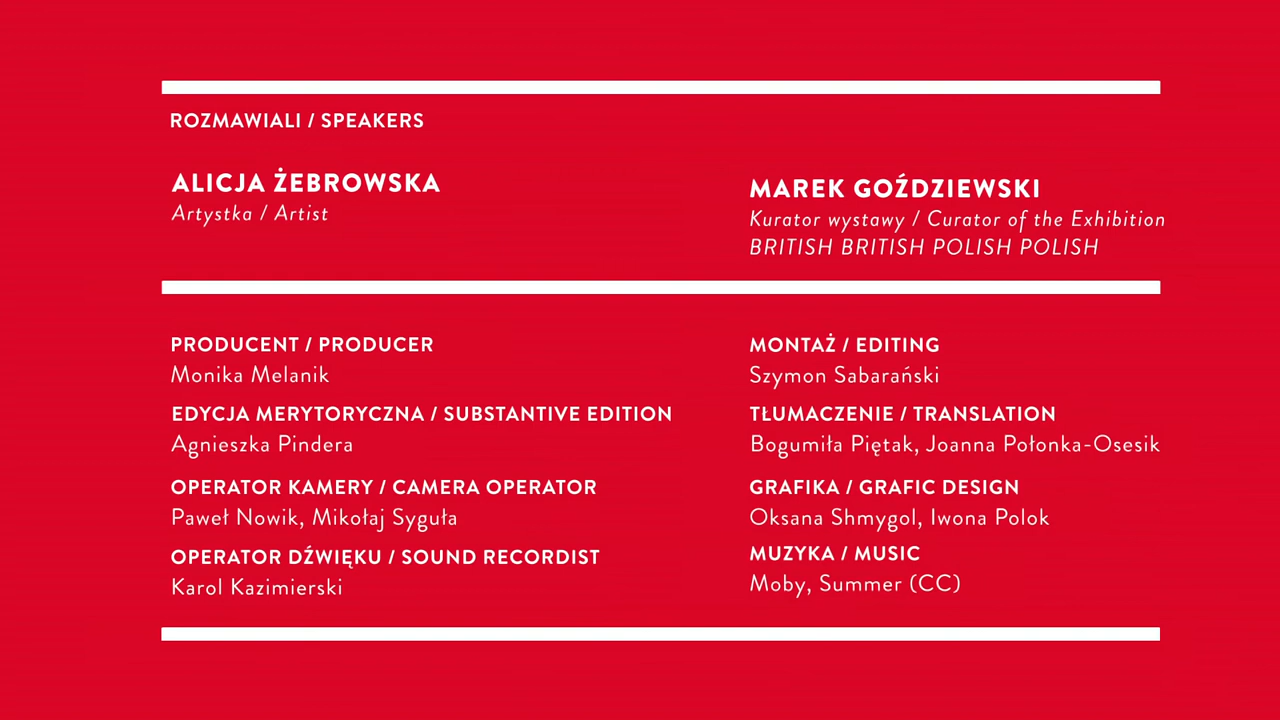 ROZMAWIALI / SPEAKERS
ALICJA ŻEBROWSKA
Artystka / Artist
MAREK GOŹDZIEWSKI
Kurator wystawy / Curator of the Exhibition
BRITISH BRITISH POLISH POLISH
PRODUCENT / PRODUCER
Monika Melanik
EDYCJA MERYTORYCZNA / SUBSTANTIVE EDITION
Agnieszka Pindera
OPERATOR KAMERY / CAMERA OPERATOR
Paweł Nowik, Mikołaj Syguła
OPERATOR DŹWIĘKU / SOUND RECORDIST
Karol Kazimierski
MONTAŻ / EDITING
Szymon Sabarański
TŁUMACZENIE / TRANSLATION
Bogumiła Piętak, Joanna Połonka-Osesik
GRAFIKA / GRAFIC DESIGN
Oksana Shmygol, Iwona Polok
MUZYKA / MUSIC
Moby, Summer (CC)